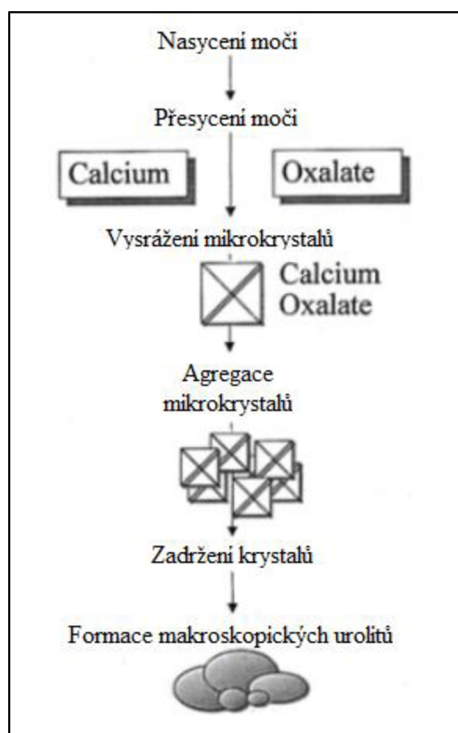 Nasycení moči
Přesycení moči
Calcium
Oxalate
Vysrážení mikrokrystalů
Calcium
Oxalate
Agregace
mikrokrystalů
Zadržení krystalů
Formace makroskopických urolitů